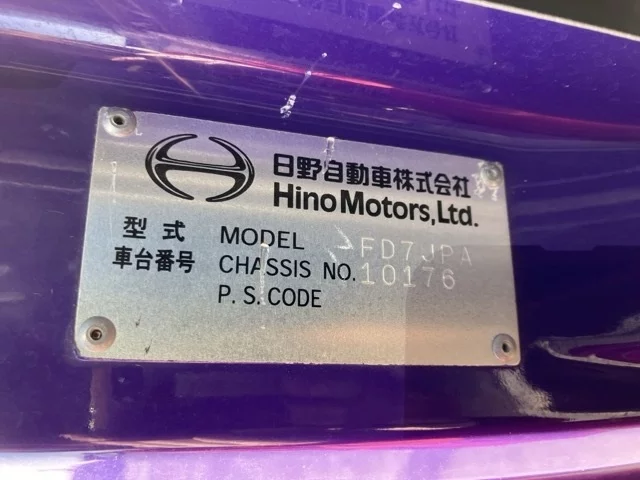 日野自動車株式会社
Hino Motors, Ltd.
型式 MODEL FD7JPA
車台番号 CHASSIS NO. 10176
P.S.CODE